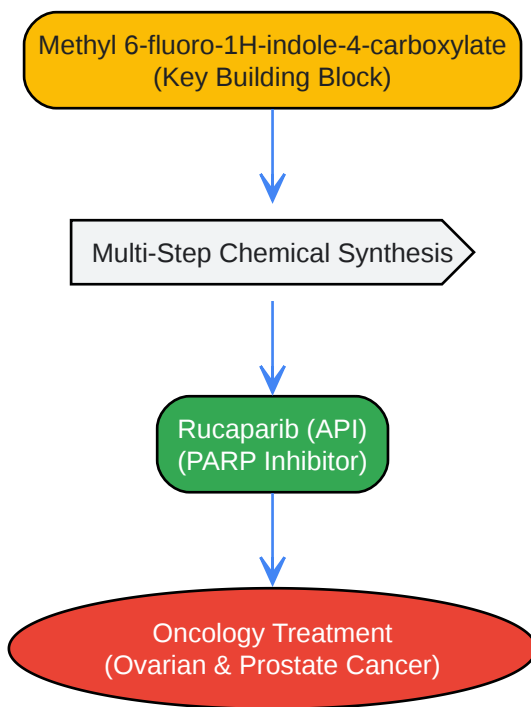 Methyl 6-fluoro-1H-indole-4-carboxylate
(Key Building Block)
Multi-Step Chemical Synthesis
Rucaparib (API)
(PARP Inhibitor)
Oncology Treatment
(Ovarian & Prostate Cancer)